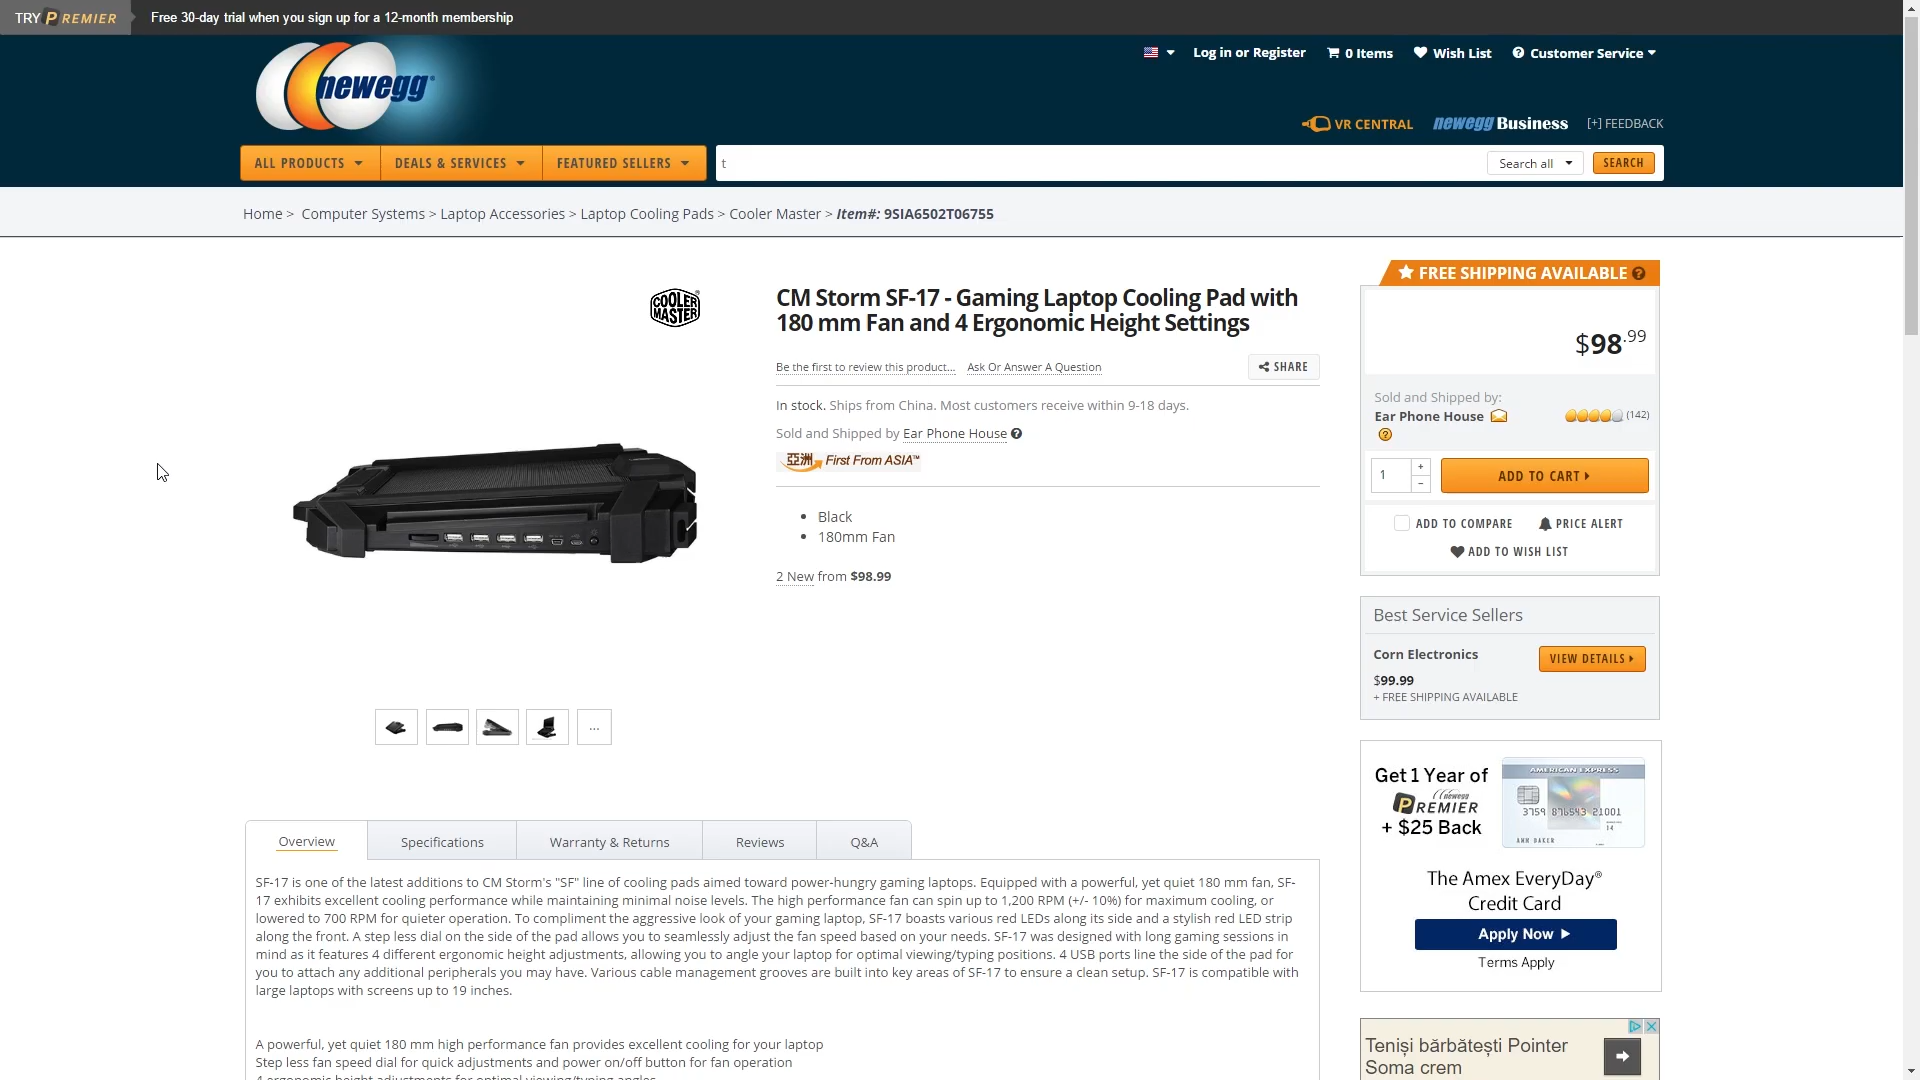 TRY PREMIER
Free 30-day trial when you sign up for a 12-month membership
newegg
Log in or Register
0 Items
Wish List
Customer Service
VR CENTRAL
newegg Business
[+] FEEDBACK
ALL PRODUCTS
DEALS & SERVICES
FEATURED SELLERS
t
Search all
SEARCH
Home > Computer Systems > Laptop Accessories > Laptop Cooling Pads > Cooler Master > Item#: 9SIA6502T06755
COOLER MASTER
CM Storm SF-17 - Gaming Laptop Cooling Pad with
180 mm Fan and 4 Ergonomic Height Settings
Be the first to review this product...
Ask Or Answer A Question
SHARE
In stock. Ships from China. Most customers receive within 9-18 days.
Sold and Shipped by Ear Phone House
亞洲 First From ASIA™
• Black
• 180mm Fan
2 New from $98.99
...
FREE SHIPPING AVAILABLE
$98.99
Sold and Shipped by:
Ear Phone House
(142)
1
+
-
ADD TO CART
ADD TO COMPARE
PRICE ALERT
ADD TO WISH LIST
Best Service Sellers
Corn Electronics
VIEW DETAILS
$99.99
+ FREE SHIPPING AVAILABLE
Get 1 Year of
newegg
PREMIER
+ $25 Back
AMERICAN EXPRESS
3759 876543 21001
14
ANN BAKER
The Amex EveryDay®
Credit Card
Apply Now
Terms Apply
Overview
Specifications
Warranty & Returns
Reviews
Q&A
SF-17 is one of the latest additions to CM Storm's "SF" line of cooling pads aimed toward power-hungry gaming laptops. Equipped with a powerful, yet quiet 180 mm fan, SF-
17 exhibits excellent cooling performance while maintaining minimal noise levels. The high performance fan can spin up to 1,200 RPM (+/- 10%) for maximum cooling, or
lowered to 700 RPM for quieter operation. To compliment the aggressive look of your gaming laptop, SF-17 boasts various red LEDs along its side and a stylish red LED strip
along the front. A step less dial on the side of the pad allows you to seamlessly adjust the fan speed based on your needs. SF-17 was designed with long gaming sessions in
mind as it features 4 different ergonomic height adjustments, allowing you to angle your laptop for optimal viewing/typing positions. 4 USB ports line the side of the pad for
you to attach any additional peripherals you may have. Various cable management grooves are built into key areas of SF-17 to ensure a clean setup. SF-17 is compatible with
large laptops with screens up to 19 inches.
A powerful, yet quiet 180 mm high performance fan provides excellent cooling for your laptop
Step less fan speed dial for quick adjustments and power on/off button for fan operation
4 ergonomic height adjustments for optimal viewing/typing angles
Teniși bărbătești Pointer
Soma crem